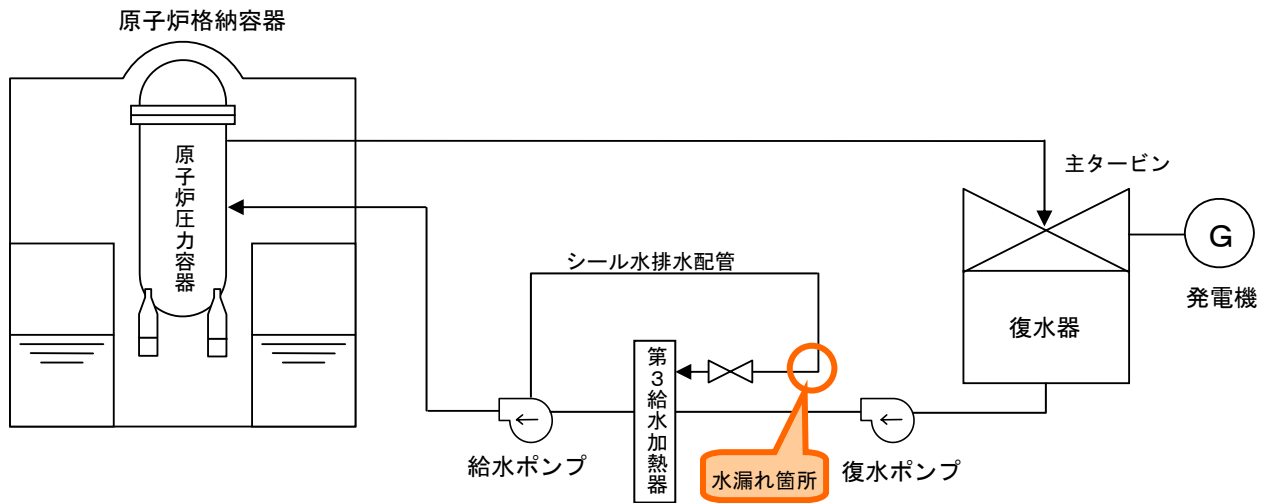 原子炉格納容器
原子炉圧力容器
主タービン
G
発電機
復水器
シール水排水配管
第3給水加熱器
給水ポンプ
水漏れ箇所
復水ポンプ